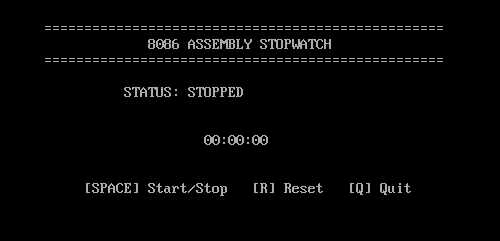 ==================================================
8086 ASSEMBLY STOPWATCH
==================================================
STATUS: STOPPED
00:00:00
[SPACE] Start/Stop   [R] Reset   [Q] Quit